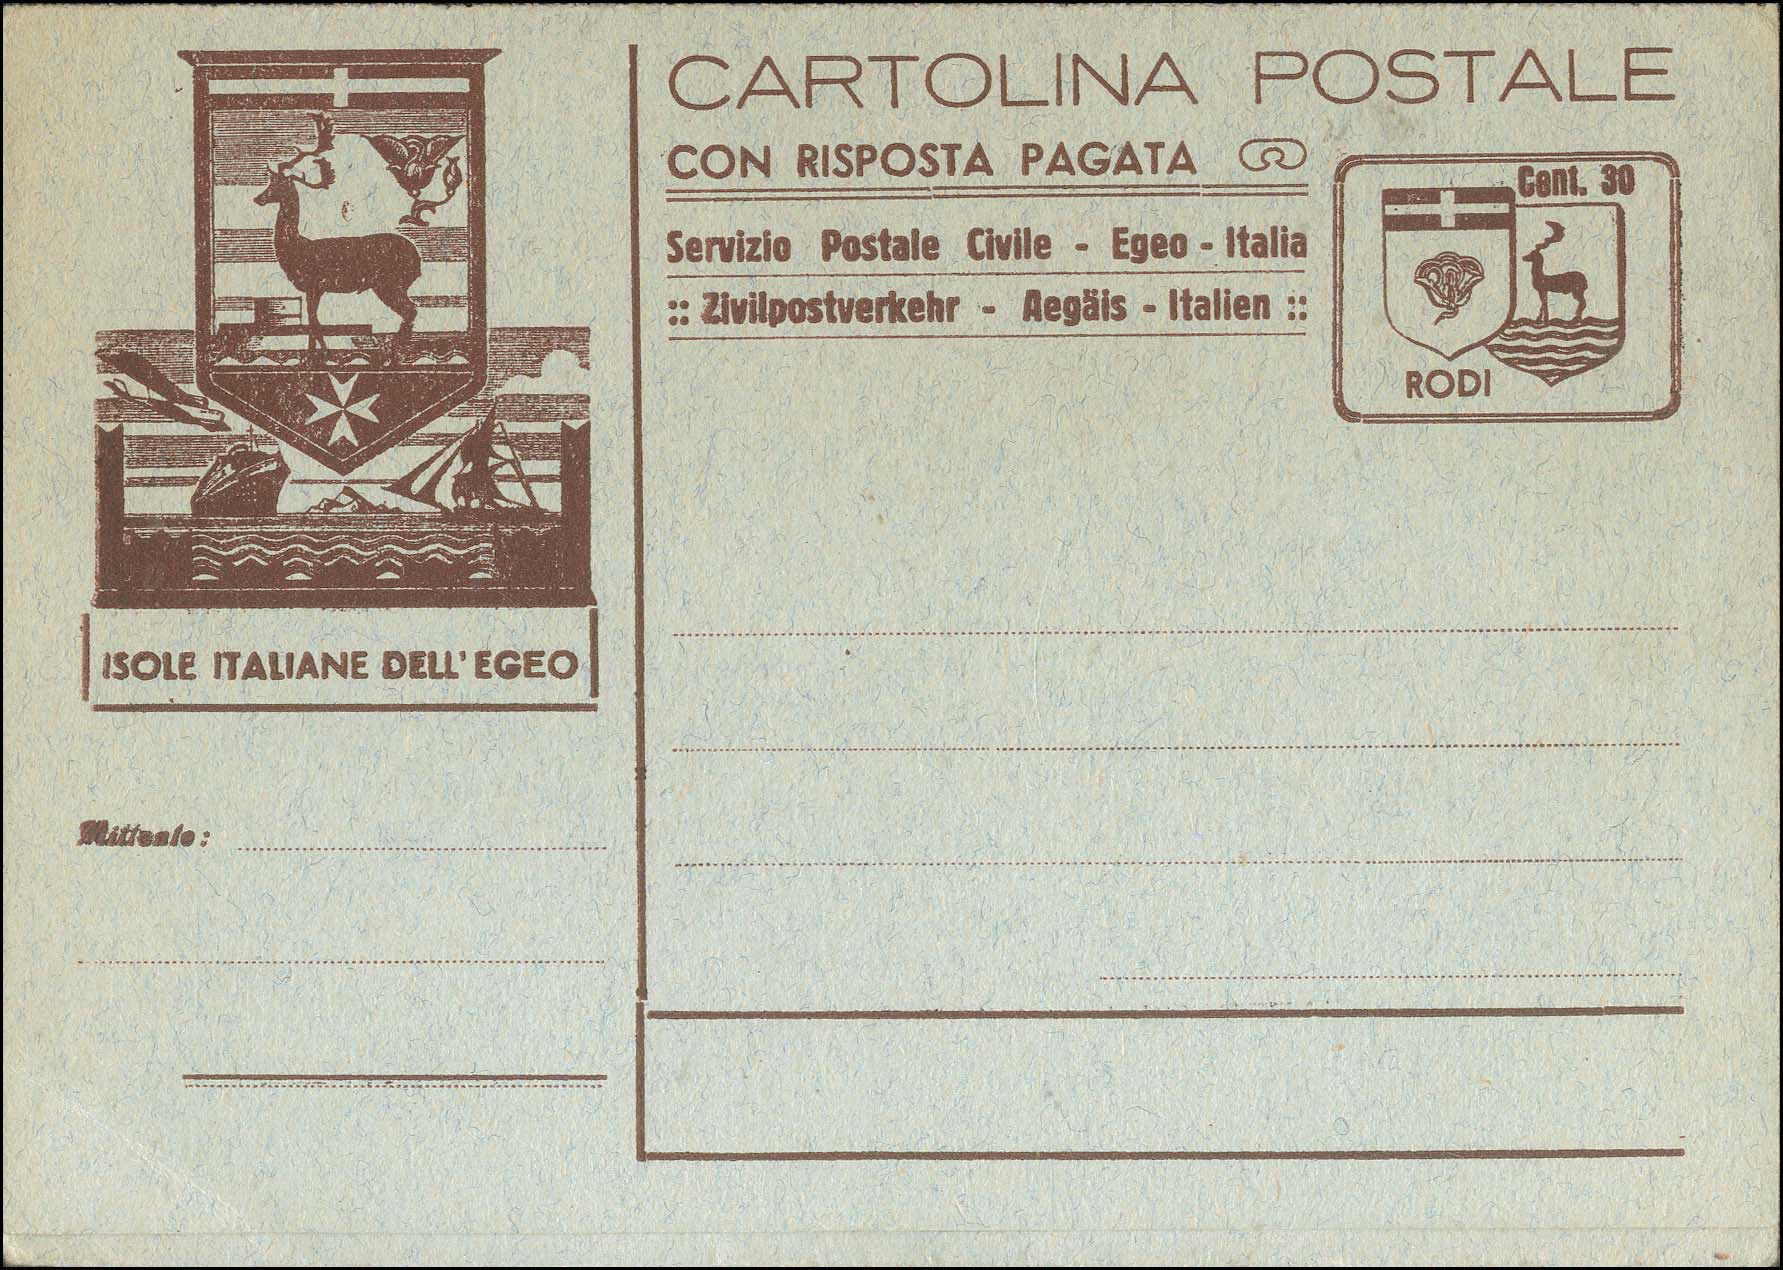 CARTOLINA POSTALE
CON RISPOSTA PAGATA
Servizio Postale Civile - Egeo - Italia
:: Zivilpostverkehr - Aegäis - Italien ::
Cent. 30
RODI
ISOLE ITALIANE DELL'EGEO
Mittente: